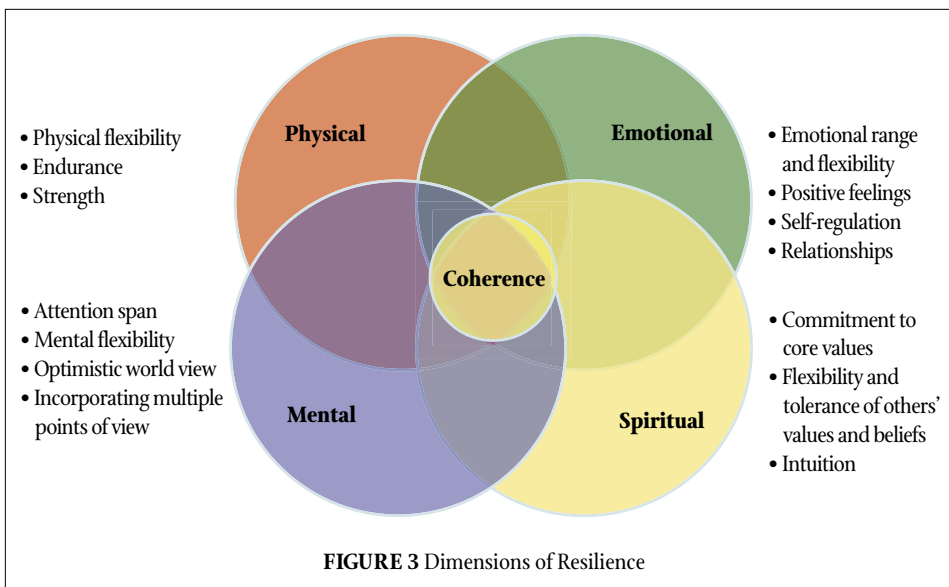 Physical
Emotional
• Physical flexibility
• Endurance
• Strength
• Emotional range
and flexibility
• Positive feelings
• Self-regulation
• Relationships
Coherence
• Attention span
• Mental flexibility
• Optimistic world view
• Incorporating multiple
points of view
• Commitment to
core values
• Flexibility and
tolerance of others’
values and beliefs
• Intuition
Mental
Spiritual
FIGURE 3 Dimensions of Resilience